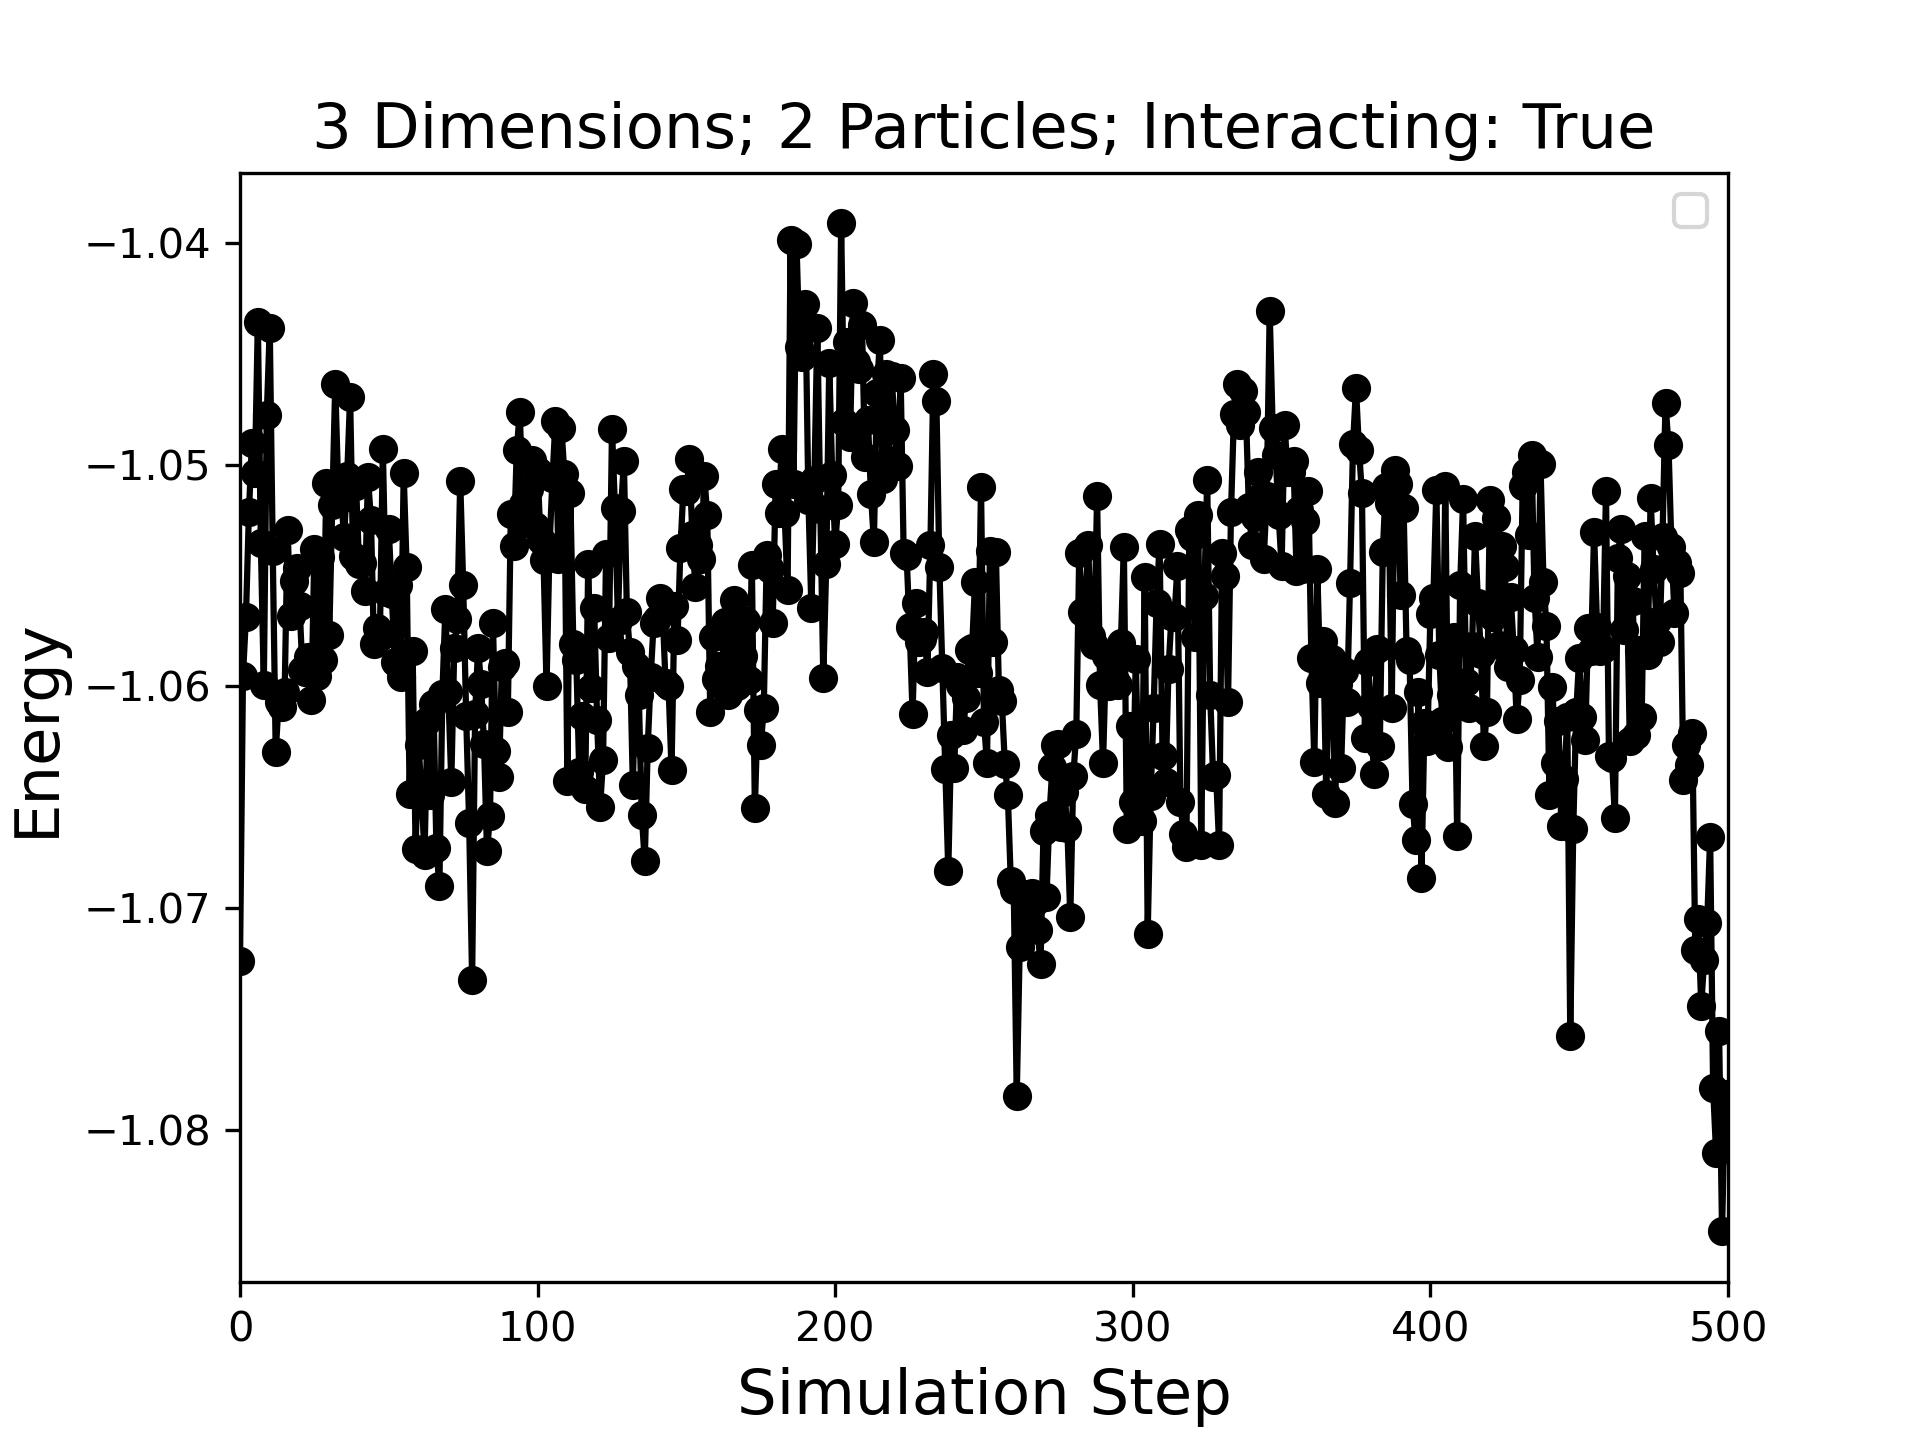 3 Dimensions; 2 Particles; Interacting: True
−1.04
−1.05
−1.06
−1.07
−1.08
Energy
0 100 200 300 400 500
Simulation Step